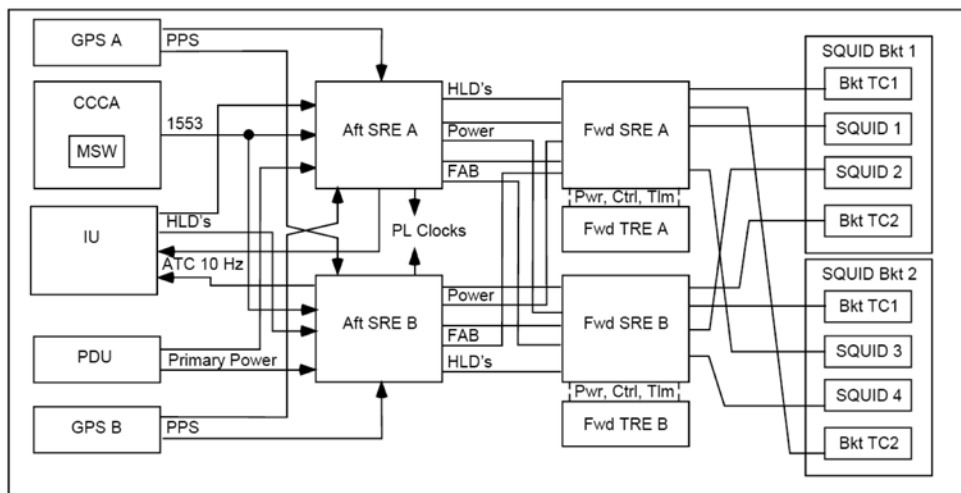 GPS A
PPS
CCCA
MSW
1553
IU
HLD's
ATC 10 Hz
PDU
Primary Power
GPS B
PPS
Aft SRE A
PL Clocks
Aft SRE B
HLD's
Power
FAB
Power
FAB
HLD's
Fwd SRE A
Pwr, Ctrl, Tlm
Fwd TRE A
Fwd SRE B
Pwr, Ctrl, Tlm
Fwd TRE B
SQUID Bkt 1
Bkt TC1
SQUID 1
SQUID 2
Bkt TC2
SQUID Bkt 2
Bkt TC1
SQUID 3
SQUID 4
Bkt TC2